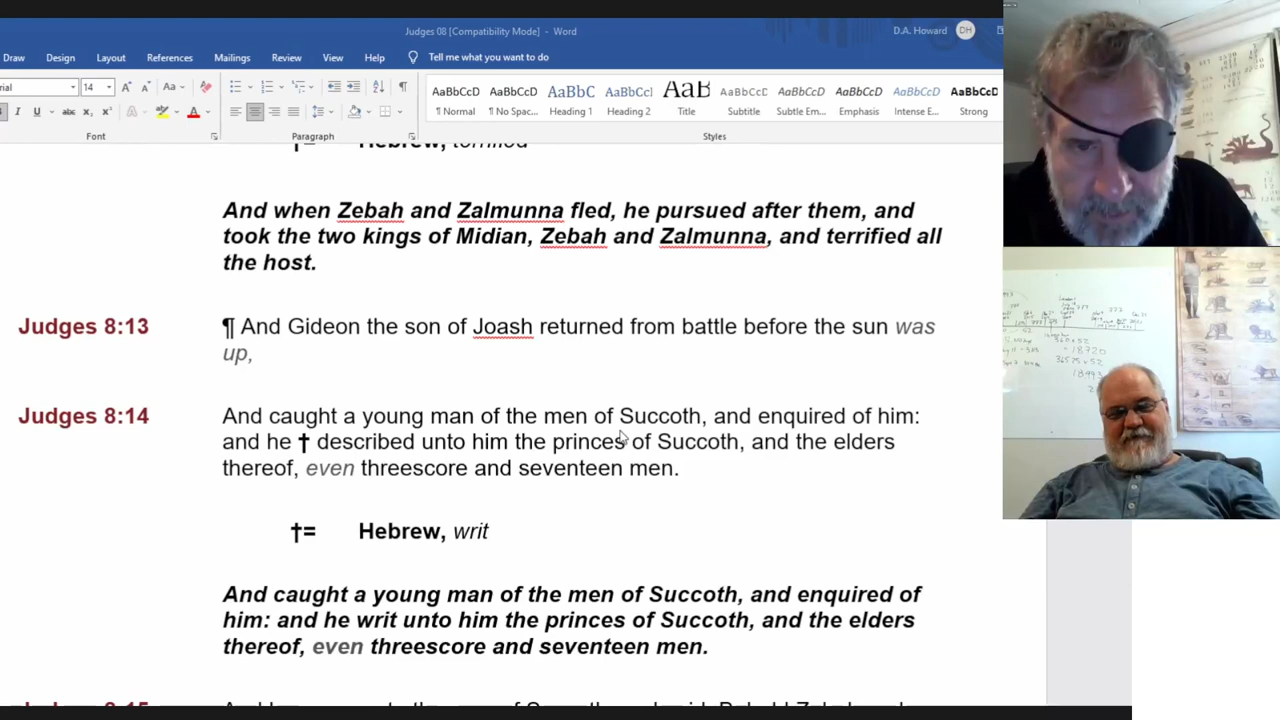 Judges 08 [Compatibility Mode] - Word
D.A. Howard
DH
Draw Design Layout References Mailings Review View Help Tell me what you want to do
14
AaBbCcD AaBbCcD AaBbC AaBbCc AaB AaBbCcD AaBbCcD AaBbCcD AaBbCcD AaBbCcD
¶ Normal ¶ No Spac... Heading 1 Heading 2 Title Subtitle Subtle Em... Emphasis Intense E... Strong
Font Paragraph Styles
†= Hebrew, terrified
And when Zebah and Zalmunna fled, he pursued after them, and
took the two kings of Midian, Zebah and Zalmunna, and terrified all
the host.
Judges 8:13 ¶ And Gideon the son of Joash returned from battle before the sun was
up,
Judges 8:14 And caught a young man of the men of Succoth, and enquired of him:
and he † described unto him the princes of Succoth, and the elders
thereof, even threescore and seventeen men.
†= Hebrew, writ
And caught a young man of the men of Succoth, and enquired of
him: and he writ unto him the princes of Succoth, and the elders
thereof, even threescore and seventeen men.